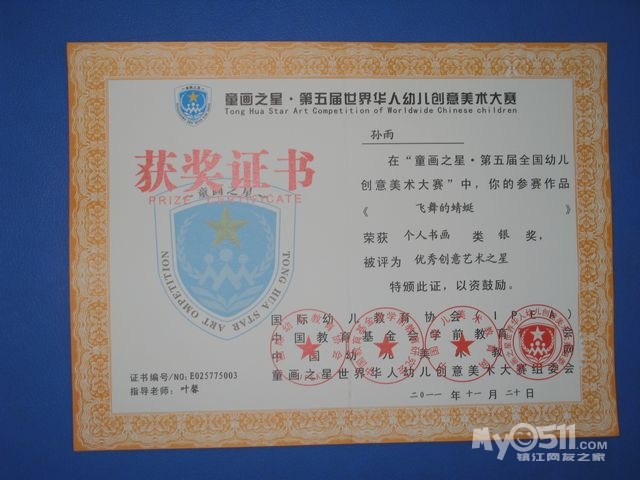 童画之星·第五届世界华人幼儿创意美术大赛
Tong Hua Star Art Competition of Worldwide Chinese children
获奖证书
PRIZE CERTIFICATE
童画之星
TONG HUA STAR ART OMPETITION
孙雨
在“童画之星·第五届全国幼儿
创意美术大赛”中，你的参赛作品
《飞舞的蜻蜓》
荣获 个人书画 类 银 奖，
被评为 优秀创意艺术之星
特颁此证，以资鼓励。
国际幼儿教育协会（IPEK）
中国教育基金会学前教育
中国幼儿美术教
童画之星世界华人幼儿创意美术大赛组委会
二〇一一 年 十一 月 二十 日
证书编号/NO: E025775003
指导老师: 叶馨
My0511.COM
镇江网友之家